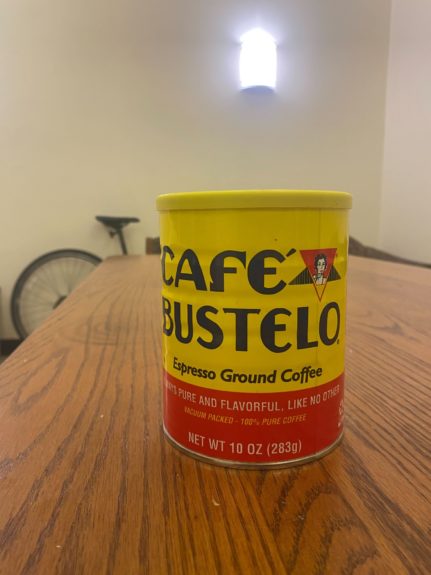 CAFÉ
BUSTELO
Espresso Ground Coffee
PURE AND FLAVORFUL, LIKE NO OTHER
VACUUM PACKED - 100% PURE COFFEE
NET WT 10 OZ (283g)